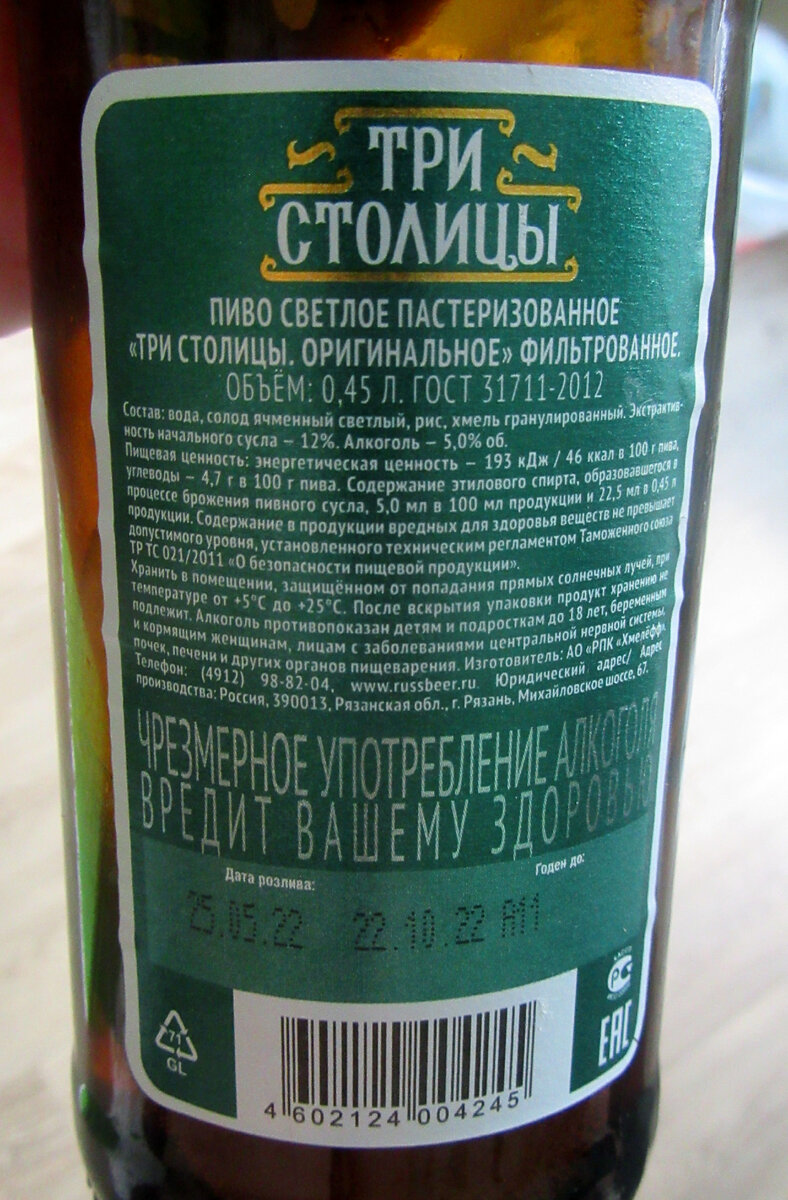 ТРИ
СТОЛИЦЫ
ПИВО СВЕТЛОЕ ПАСТЕРИЗОВАННОЕ
«ТРИ СТОЛИЦЫ. ОРИГИНАЛЬНОЕ» ФИЛЬТРОВАННОЕ.
ОБЪЁМ: 0,45 Л. ГОСТ 31711-2012
Состав: вода, солод ячменный светлый, рис, хмель гранулированный. Экстрактив-
ность начального сусла – 12%. Алкоголь – 5,0% об.
Пищевая ценность: энергетическая ценность – 193 кДж / 46 ккал в 100 г пива,
углеводы – 4,7 г в 100 г пива. Содержание этилового спирта, образовавшегося в
процессе брожения пивного сусла, 5,0 мл в 100 мл продукции и 22,5 мл в 0,45 л
продукции. Содержание в продукции вредных для здоровья веществ не превышает
допустимого уровня, установленного техническим регламентом Таможенного союза
ТР ТС 021/2011 «О безопасности пищевой продукции».
Хранить в помещении, защищённом от попадания прямых солнечных лучей, при
температуре от +5°С до +25°С. После вскрытия упаковки продукт хранению не
подлежит. Алкоголь противопоказан детям и подросткам до 18 лет, беременным
и кормящим женщинам, лицам с заболеваниями центральной нервной системы,
почек, печени и других органов пищеварения. Изготовитель: АО «РПК «Хмелёфф».
Телефон: (4912) 98-82-04, www.russbeer.ru. Юридический адрес/ Адрес
производства: Россия, 390013, Рязанская обл., г. Рязань, Михайловское шоссе, 67.
ЧРЕЗМЕРНОЕ УПОТРЕБЛЕНИЕ АЛКОГОЛЯ
ВРЕДИТ ВАШЕМУ ЗДОРОВЬЮ
Дата розлива: Годен до:
25.05.22 22.10.22 А11
71
GL
РС
ЕАС
4 602124 004245